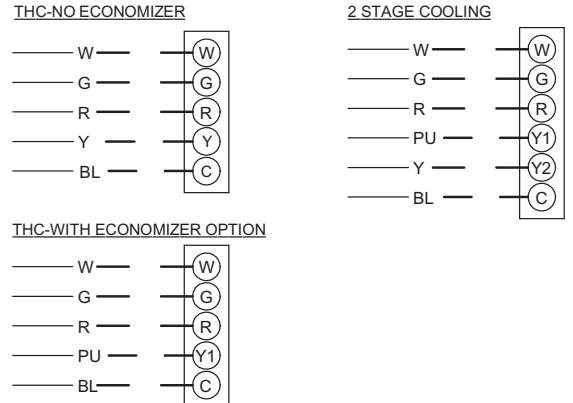 THC-NO ECONOMIZER
W W
G G
R R
Y Y
BL C
2 STAGE COOLING
W W
G G
R R
PU Y1
Y Y2
BL C
THC-WITH ECONOMIZER OPTION
W W
G G
R R
PU Y1
BL C